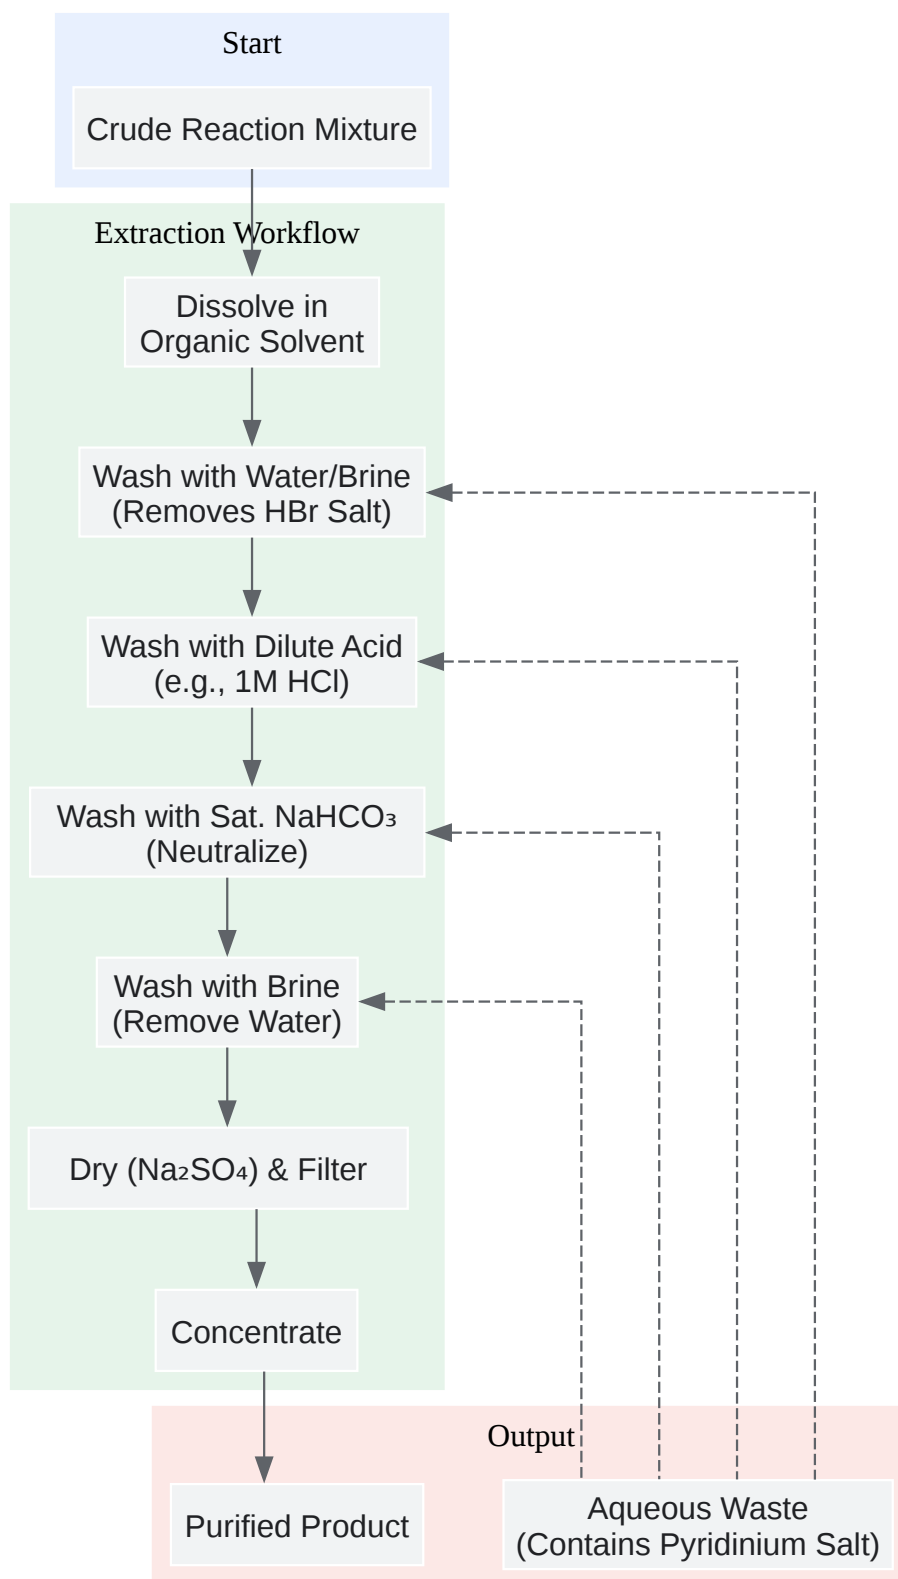 Start
Crude Reaction Mixture
Extraction Workflow
Dissolve in
Organic Solvent
Wash with Water/Brine
(Removes HBr Salt)
Wash with Dilute Acid
(e.g., 1M HCl)
Wash with Sat. NaHCO₃
(Neutralize)
Wash with Brine
(Remove Water)
Dry (Na₂SO₄) & Filter
Concentrate
Output
Purified Product
Aqueous Waste
(Contains Pyridinium Salt)